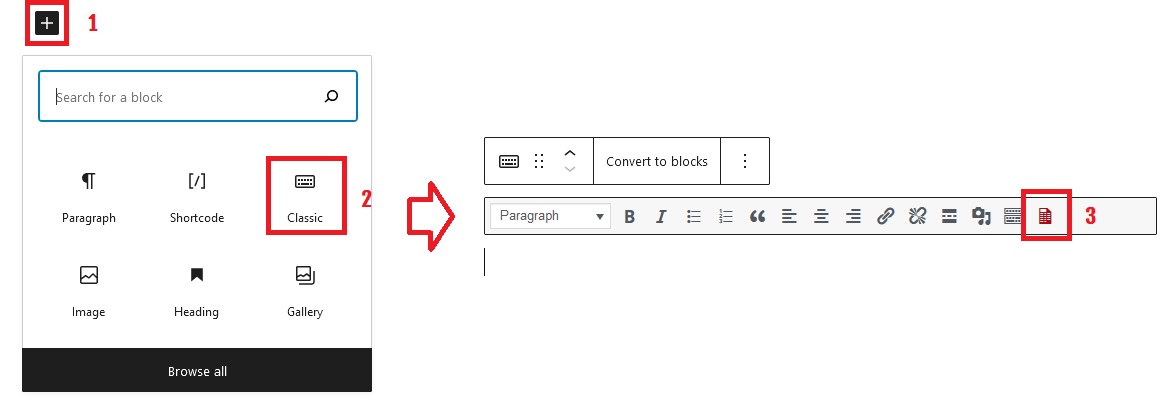 1
Search for a block
Paragraph
Shortcode
Classic
2
Image
Heading
Gallery
Browse all
Convert to blocks
Paragraph
3